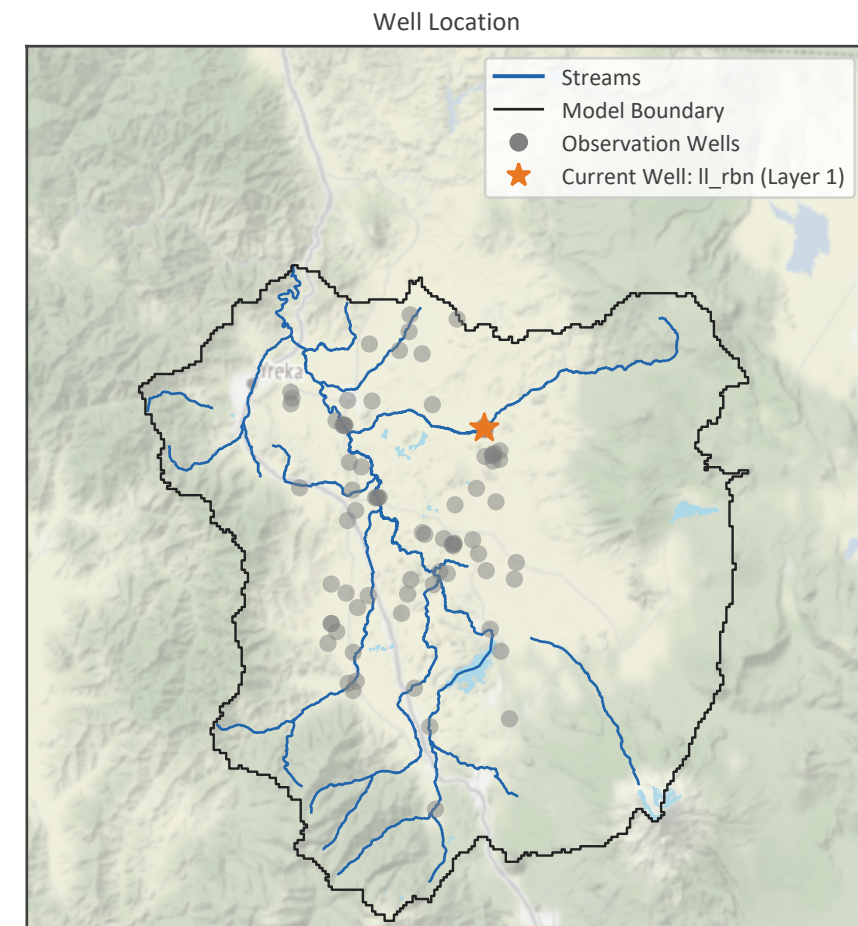 Well Location
Streams
Model Boundary
Observation Wells
Current Well: ll_rbn (Layer 1)
Yreka